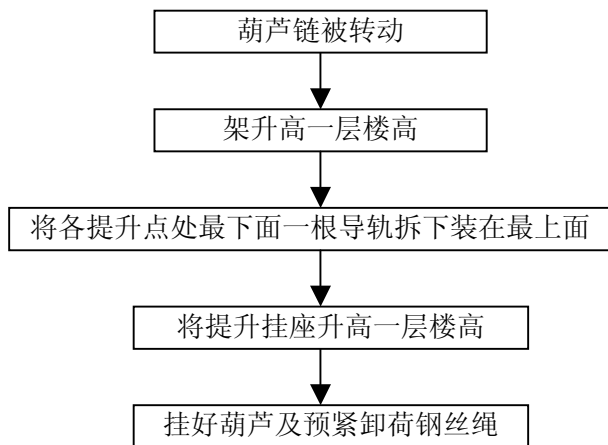 葫芦链被转动
架升高一层楼高
将各提升点处最下面一根导轨拆下装在最上面
将提升挂座升高一层楼高
挂好葫芦及预紧卸荷钢丝绳